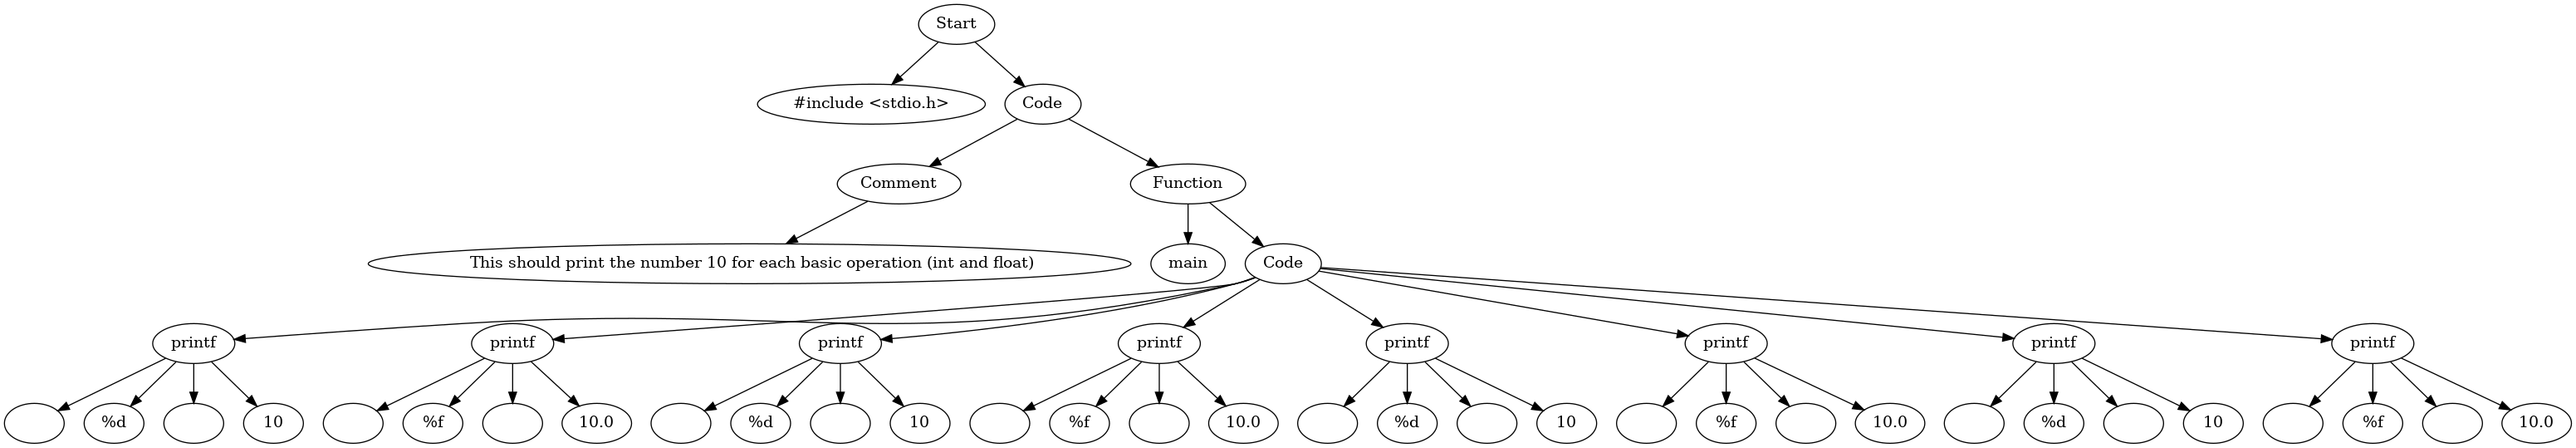 Start
#include <stdio.h>
Code
Comment
Function
This should print the number 10 for each basic operation (int and float)
main
Code
printf
printf
printf
printf
printf
printf
printf
printf
%d
10
%f
10.0
%d
10
%f
10.0
%d
10
%f
10.0
%d
10
%f
10.0